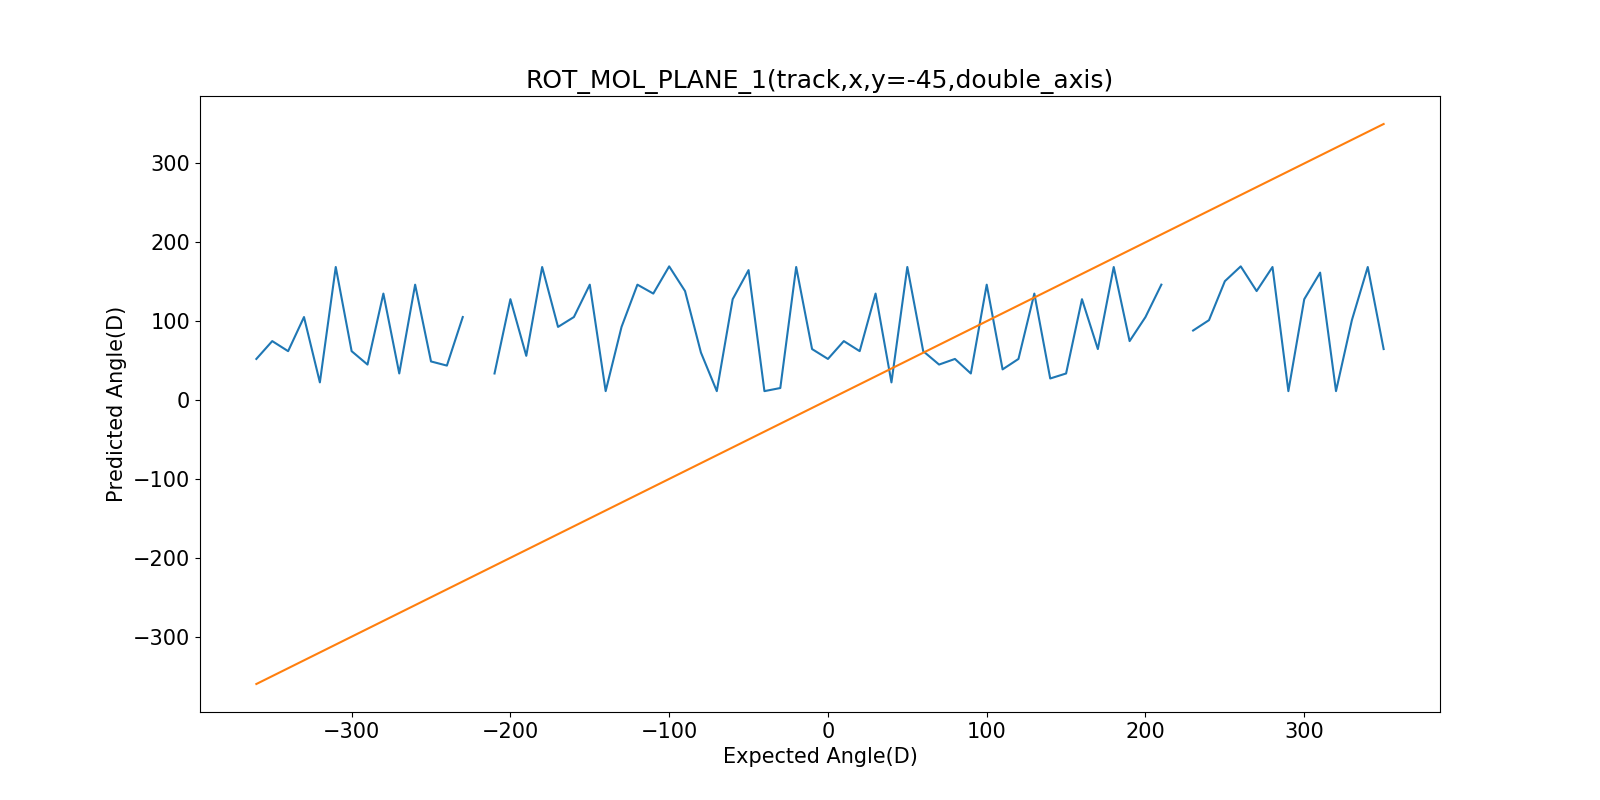 ROT_MOL_PLANE_1(track,x,y=-45,double_axis)
Predicted Angle(D)
300
200
100
0
−100
−200
−300
−300 −200 −100 0 100 200 300
Expected Angle(D)